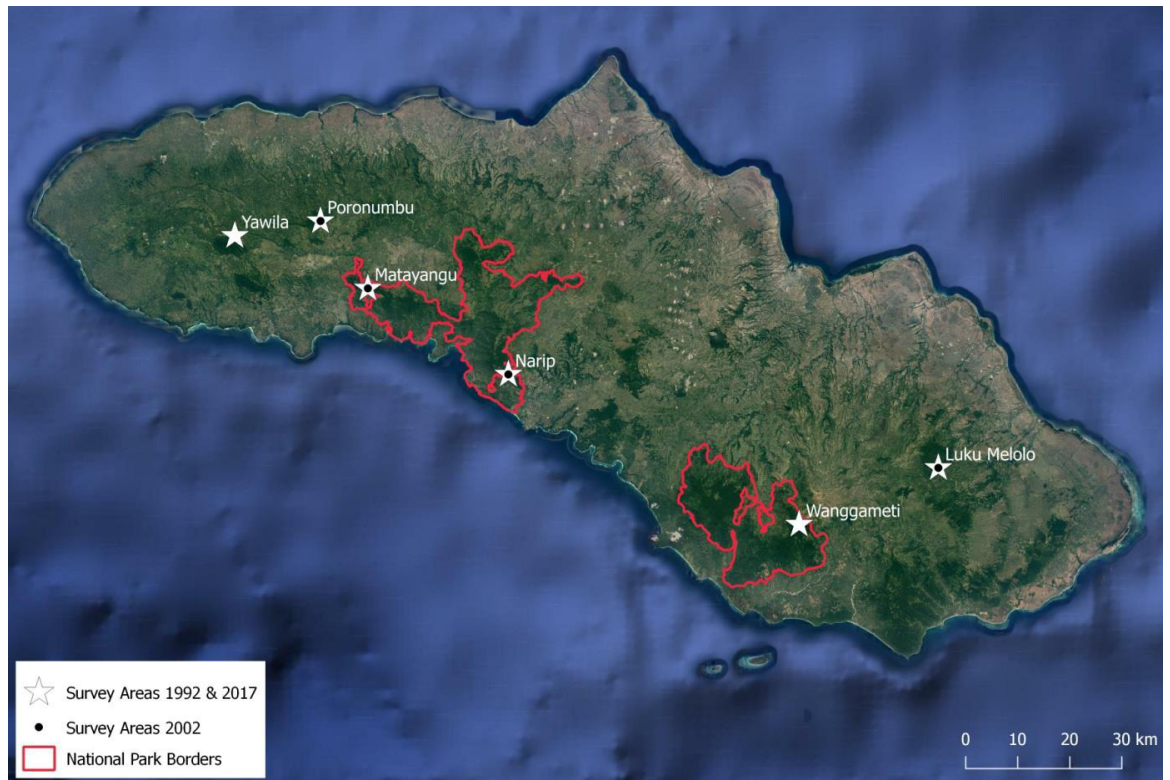 Poronumbu
Yawila
Matayangu
Narip
Luku Melolo
Wanggameti
Survey Areas 1992 & 2017
Survey Areas 2002
National Park Borders
0 10 20 30 km